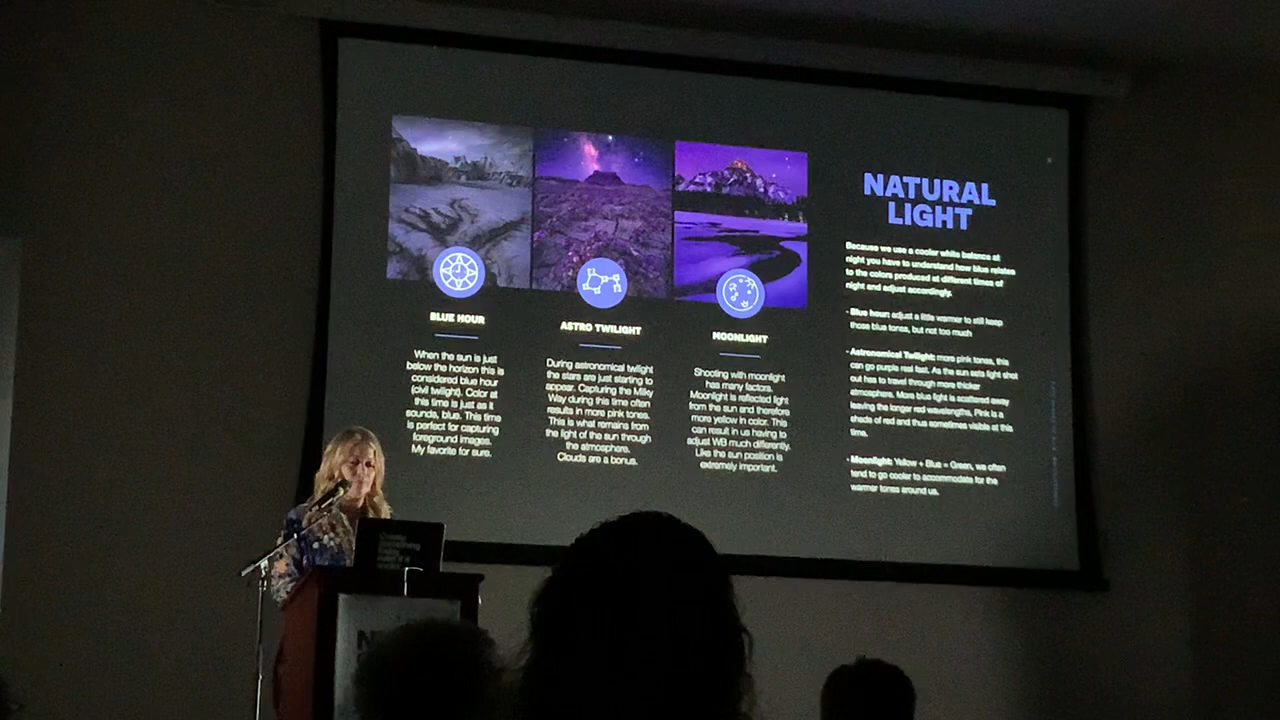 NATURAL
LIGHT
Because we use a cooler white balance at
night you have to understand how blue relates
to the colors produced at different times of
night and adjust accordingly.
- Blue hour: adjust a little warmer to still keep
those blue tones, but not too much
- Astronomical Twilight: more pink tones, this
can go purple real fast. As the sun sets light shot
out has to travel through more thicker
atmosphere. More blue light is scattered away
leaving the longer red wavelengths, Pink is a
shade of red and thus sometimes visible at this
time.
- Moonlight: Yellow + Blue = Green, we often
tend to go cooler to accommodate for the
warmer tones around us.
BLUE HOUR
When the sun is just
below the horizon this is
considered blue hour
(civil twilight). Color at
this time is just as it
sounds, blue. This time
is perfect for capturing
foreground images.
My favorite for sure.
ASTRO TWILIGHT
During astronomical twilight
the stars are just starting to
appear. Capturing the Milky
Way during this time often
results in more pink tones.
This is what remains from
the light of the sun through
the atmosphere.
Clouds are a bonus.
MOONLIGHT
Shooting with moonlight
has many factors.
Moonlight is reflected light
from the sun and therefore
more yellow in color. This
can result in us having to
adjust WB much differently.
Like the sun position is
extremely important.
Create
something